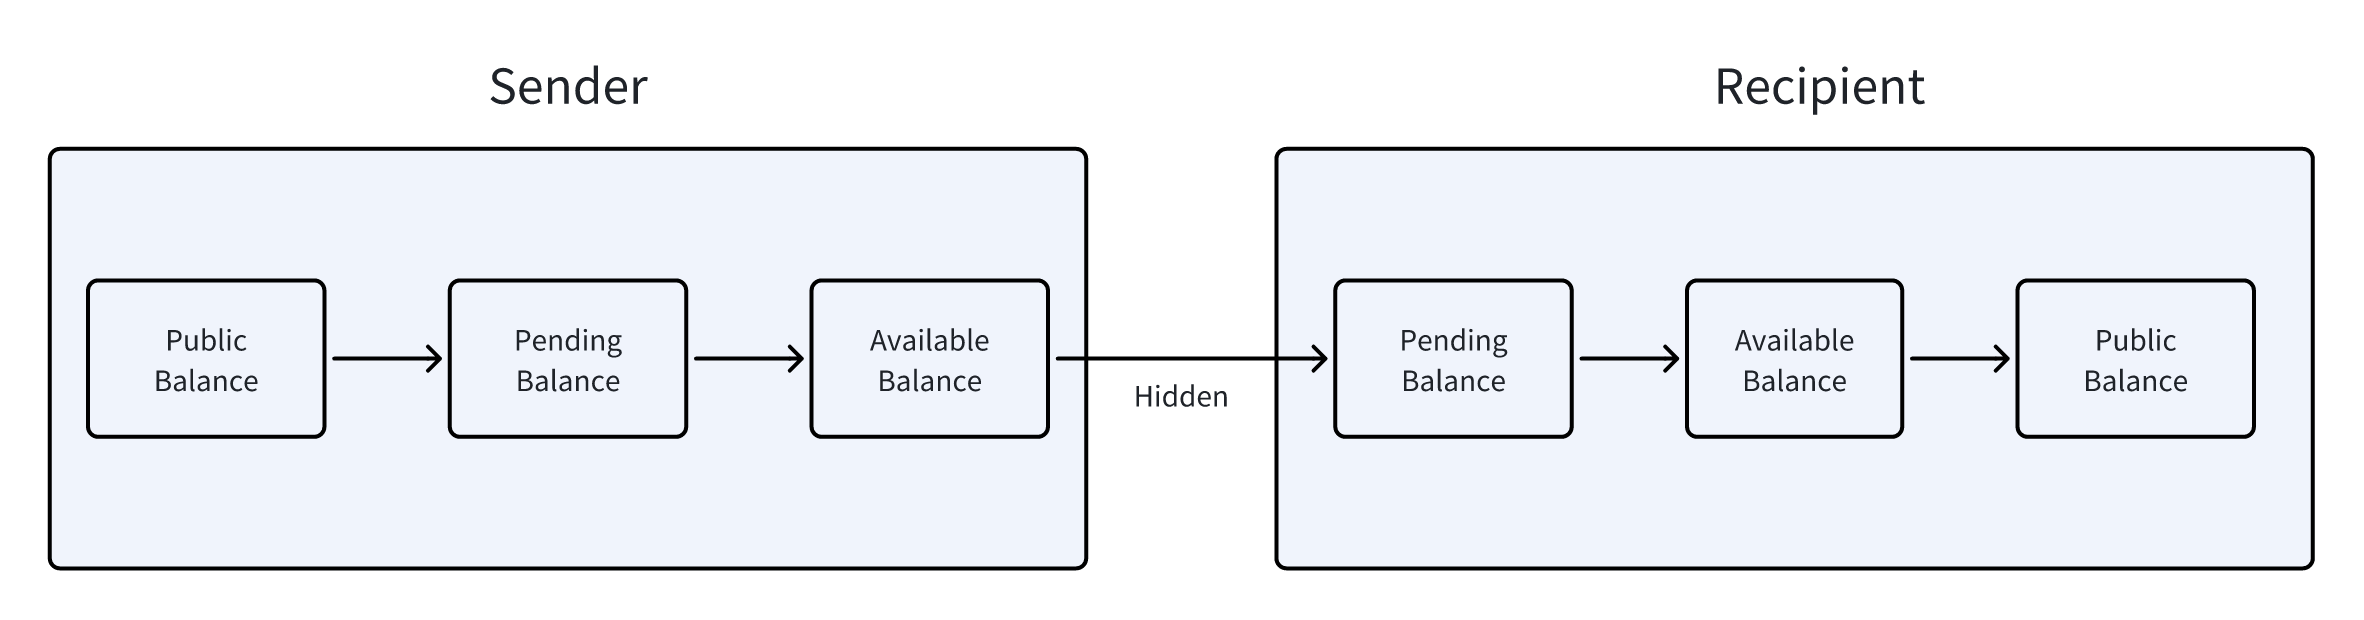 Sender
Recipient
Public
Balance
Pending
Balance
Available
Balance
Hidden
Pending
Balance
Available
Balance
Public
Balance